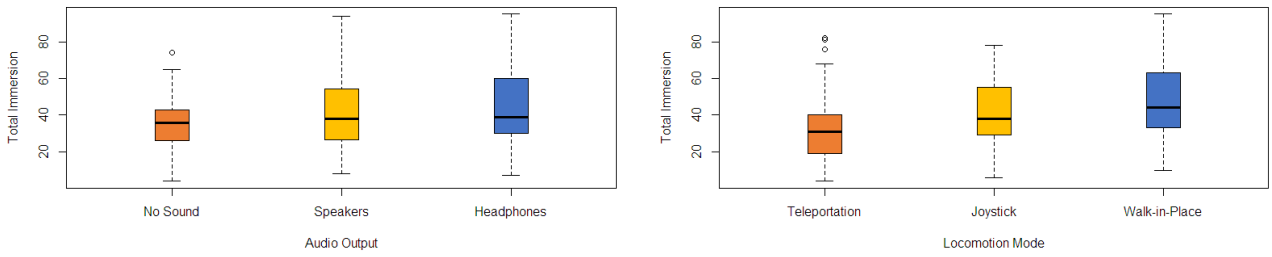 Total Immersion
80
60
40
20
No Sound
Speakers
Headphones
Audio Output
Total Immersion
80
60
40
20
Teleportation
Joystick
Walk-in-Place
Locomotion Mode